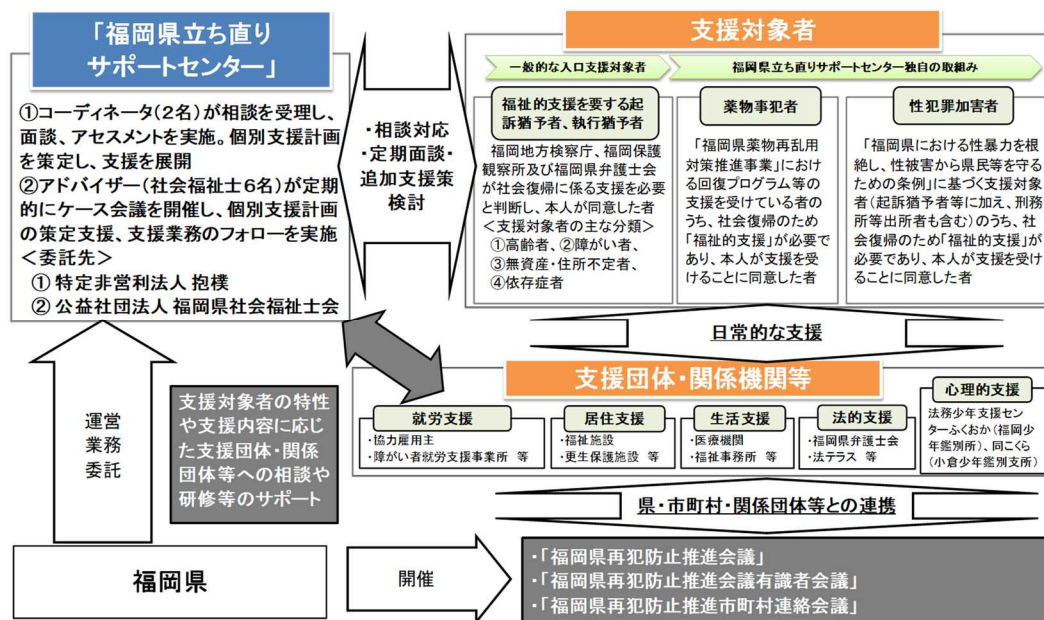 「福岡県立ち直り
サポートセンター」
①コーディネータ(2名)が相談を受理し、
面談、アセスメントを実施。個別支援計画
を策定し、支援を展開
②アドバイザー(社会福祉士6名)が定期
的にケース会議を開催し、個別支援計画
の策定支援、支援業務のフォローを実施
<委託先>
① 特定非営利法人 抱樸
② 公益社団法人 福岡県社会福祉士会
・相談対応
・定期面談・
追加支援策
検討
支援対象者
一般的な入口支援対象者
福岡県立ち直りサポートセンター独自の取組み
福祉的支援を要する起
訴猶予者、執行猶予者
福岡地方検察庁、福岡保護
観察所及び福岡県弁護士会
が社会復帰に係る支援を必要
と判断し、本人が同意した者
<支援対象者の主な分類>
①高齢者、②障がい者、
③無資産・住所不定者、
④依存症者
薬物事犯者
「福岡県薬物再乱用
対策推進事業」におけ
る回復プログラム等の
支援を受けている者の
うち、社会復帰のため
「福祉的支援」が必要で
あり、本人が支援を受
けることに同意した者
性犯罪加害者
「福岡県における性暴力を根
絶し、性被害から県民等を守る
ための条例」に基づく支援対象
者(起訴猶予者等に加え、刑務
所等出所者も含む)のうち、社
会復帰のため「福祉的支援」が
必要であり、本人が支援を受け
ることに同意した者
日常的な支援
支援団体・関係機関等
就労支援
・協力雇用主
・障がい者就労支援事業所 等
居住支援
・福祉施設
・更生保護施設 等
生活支援
・医療機関
・福祉事務所 等
法的支援
・福岡県弁護士会
・法テラス 等
心理的支援
法務少年支援セン
ターふくおか(福岡少
年鑑別所)、同こくら
(小倉少年鑑別支所)
運営
業務
委託
支援対象者の特性
や支援内容に応じ
た支援団体・関係
団体等への相談や
研修等のサポート
県・市町村・関係団体等との連携
福岡県
開催
・「福岡県再犯防止推進会議」
・「福岡県再犯防止推進会議有識者会議」
・「福岡県再犯防止推進市町村連絡会議」